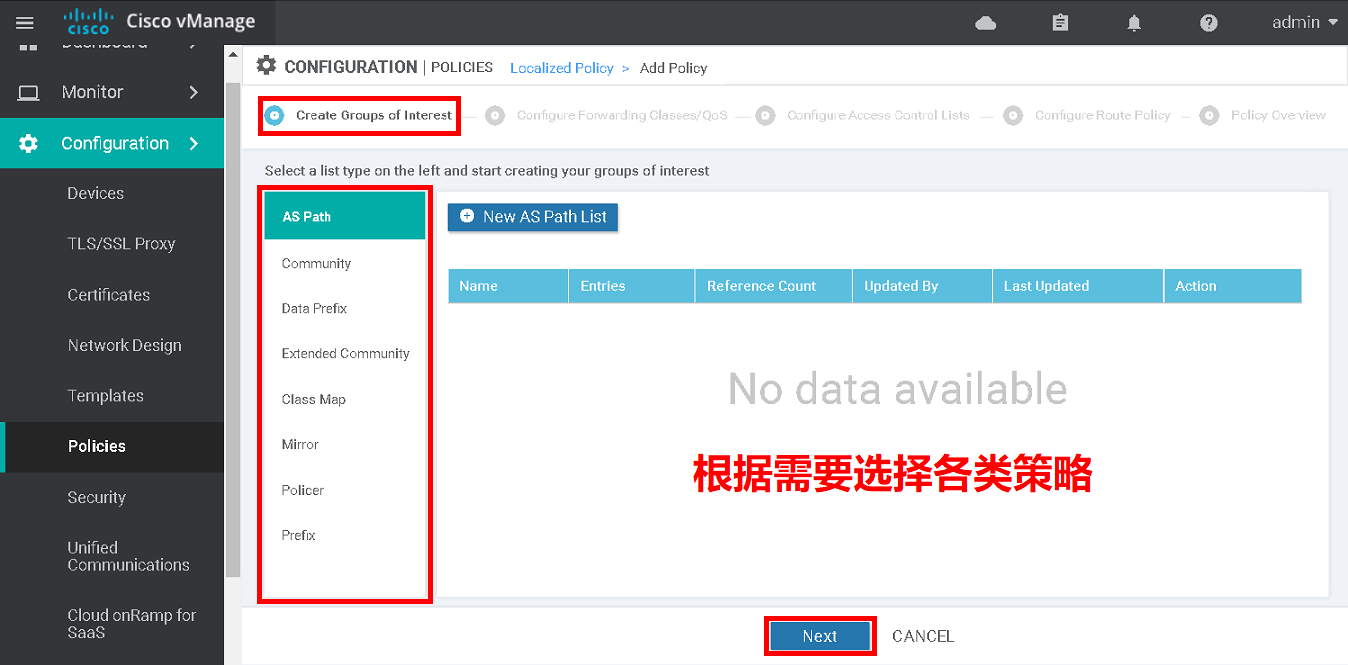 CISCO Cisco vManage
admin
Dashboard
Monitor
Configuration
Devices
TLS/SSL Proxy
Certificates
Network Design
Templates
Policies
Security
Unified
Communications
Cloud onRamp for
SaaS
CONFIGURATION | POLICIES Localized Policy > Add Policy
Create Groups of Interest Configure Forwarding Classes/QoS Configure Access Control Lists Configure Route Policy Policy Overview
Select a list type on the left and start creating your groups of interest
AS Path
Community
Data Prefix
Extended Community
Class Map
Mirror
Policer
Prefix
New AS Path List
Name Entries Reference Count Updated By Last Updated Action
No data available
根据需要选择各类策略
Next CANCEL